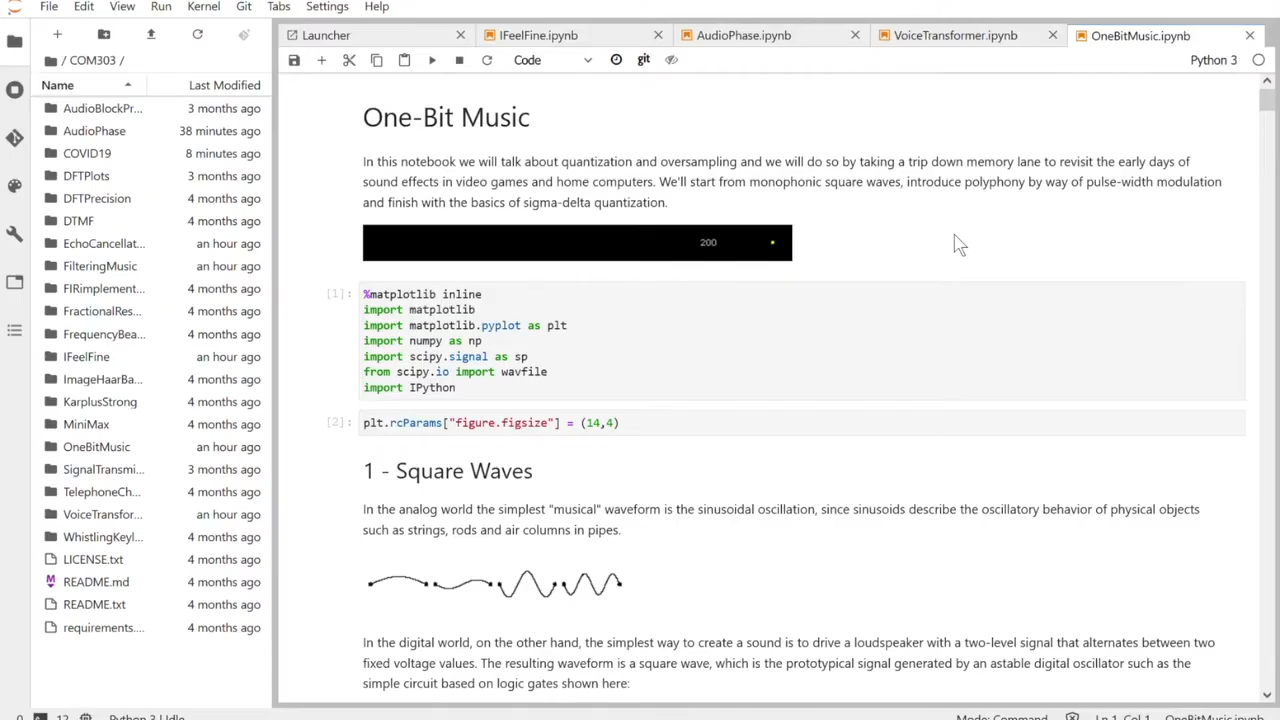 File Edit View Run Kernel Git Tabs Settings Help
Launcher
IFeelFine.ipynb
AudioPhase.ipynb
VoiceTransformer.ipynb
OneBitMusic.ipynb
Code
git
Python 3
/ COM303 /
Name Last Modified
AudioBlockPr... 3 months ago
AudioPhase 38 minutes ago
COVID19 8 minutes ago
DFTPlots 3 months ago
DFTPrecision 4 months ago
DTMF 4 months ago
EchoCancellat... an hour ago
FilteringMusic an hour ago
FIRimplement... 4 months ago
FractionalRes... 4 months ago
FrequencyBea... 4 months ago
IFeelFine an hour ago
ImageHaarBa... 4 months ago
KarplusStrong 4 months ago
MiniMax 4 months ago
OneBitMusic an hour ago
SignalTransmi... 3 months ago
TelephoneCh... 4 months ago
VoiceTransfor... an hour ago
WhistlingKeyl... 4 months ago
LICENSE.txt 4 months ago
README.md 4 months ago
README.txt 4 months ago
requirements.... 4 months ago
One-Bit Music
In this notebook we will talk about quantization and oversampling and we will do so by taking a trip down memory lane to revisit the early days of
sound effects in video games and home computers. We'll start from monophonic square waves, introduce polyphony by way of pulse-width modulation
and finish with the basics of sigma-delta quantization.
200
[1]: %matplotlib inline
import matplotlib
import matplotlib.pyplot as plt
import numpy as np
import scipy.signal as sp
from scipy.io import wavfile
import IPython
[2]: plt.rcParams["figure.figsize"] = (14,4)
1 - Square Waves
In the analog world the simplest "musical" waveform is the sinusoidal oscillation, since sinusoids describe the oscillatory behavior of physical objects
such as strings, rods and air columns in pipes.
In the digital world, on the other hand, the simplest way to create a sound is to drive a loudspeaker with a two-level signal that alternates between two
fixed voltage values. The resulting waveform is a square wave, which is the prototypical signal generated by an astable digital oscillator such as the
simple circuit based on logic gates shown here:
0 12 Python 3 | Idle Mode: Command Ln 1, Col 1 OneBitMusic.ipynb